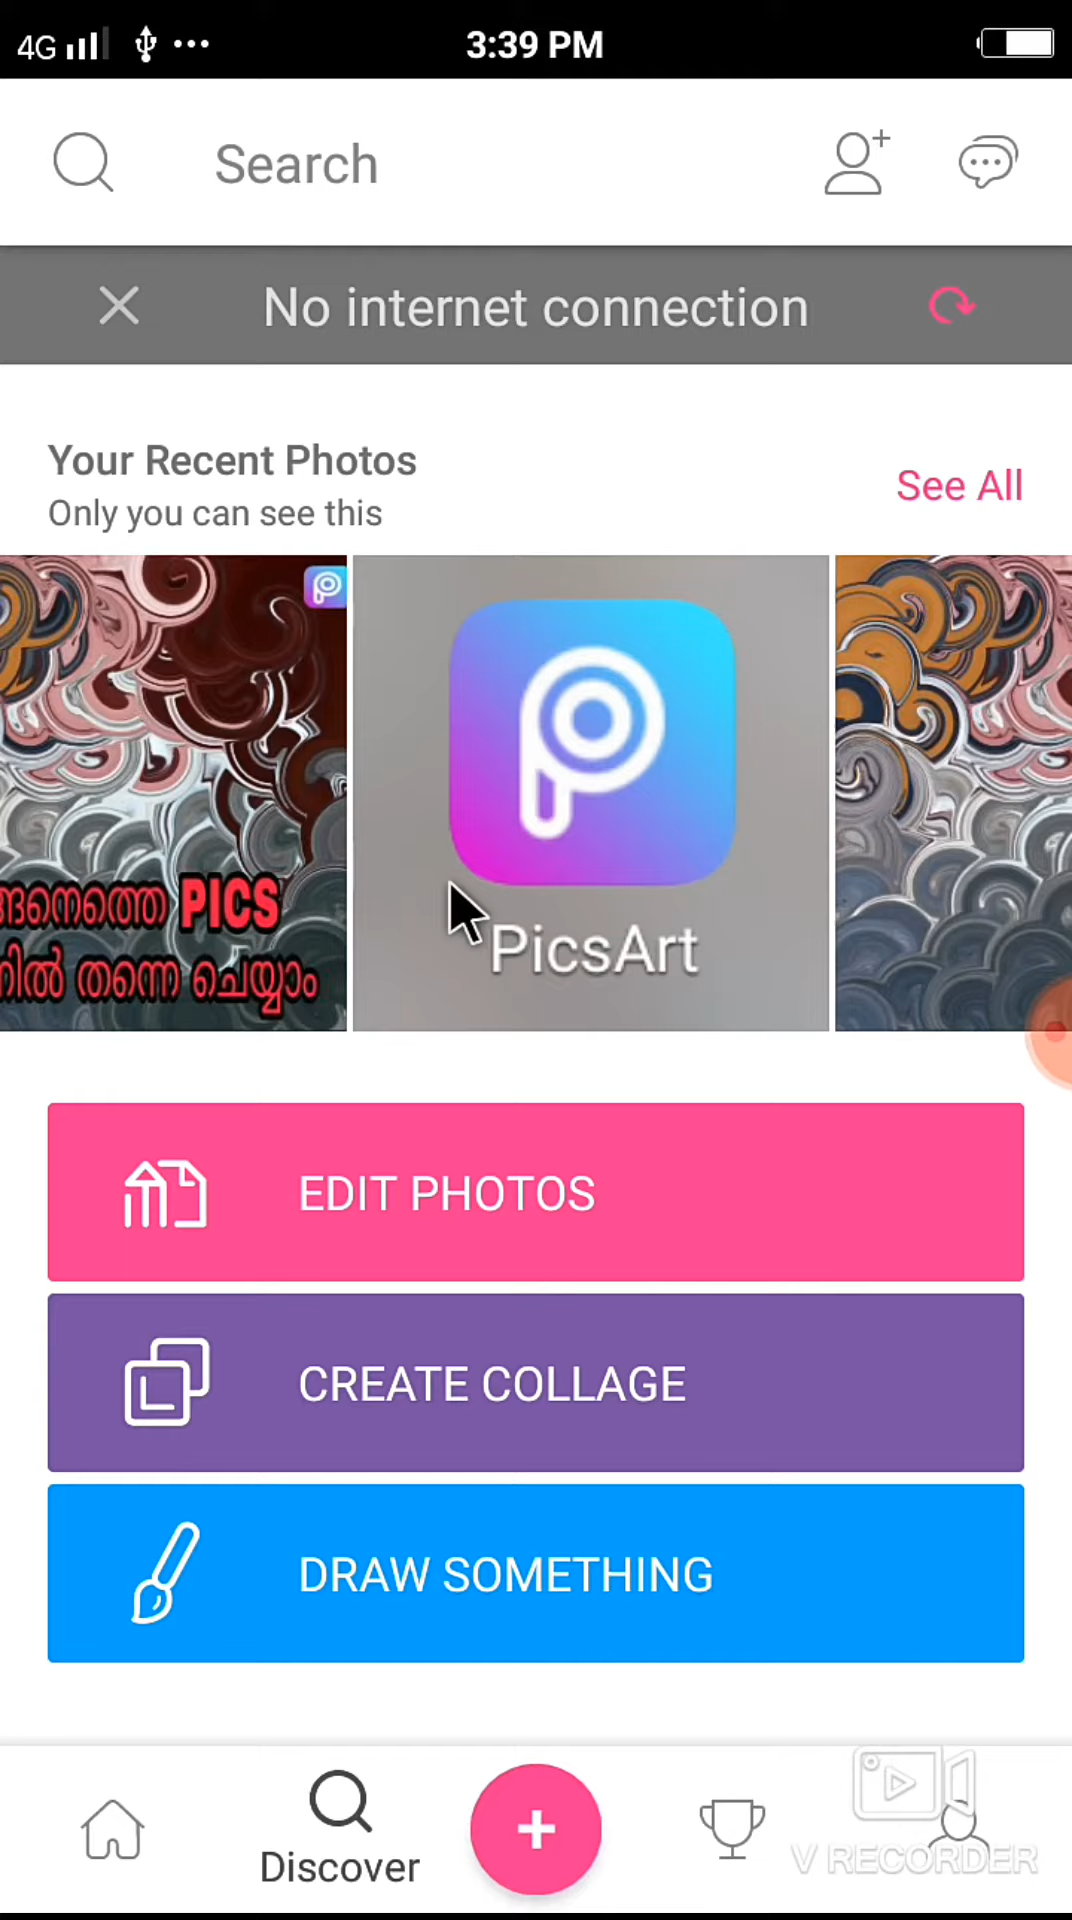 4G 3:39 PM
Search
No internet connection
Your Recent Photos
Only you can see this
See All
PICS
തന്നെ ചെയ്യാം
PicsArt
EDIT PHOTOS
CREATE COLLAGE
DRAW SOMETHING
Discover
V RECORDER